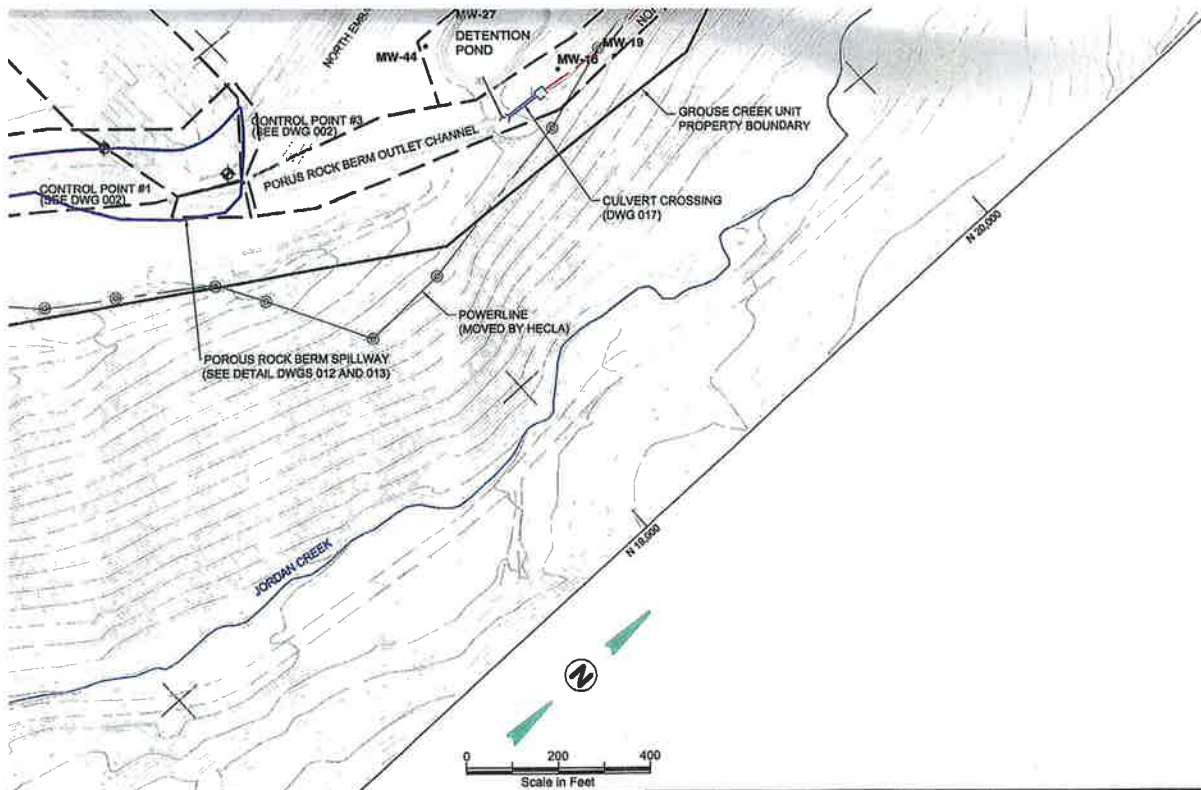 MW-27
DETENTION
POND
MW-44
MW-19
MW-16
NORTH
CONTROL POINT #3
(SEE DWG 002)
GROUSE CREEK UNIT
PROPERTY BOUNDARY
PORUS ROCK BERM OUTLET CHANNEL
CONTROL POINT #1
(SEE DWG 002)
CULVERT CROSSING
(DWG 017)
N 20,000
POWERLINE
(MOVED BY HECLA)
POROUS ROCK BERM SPILLWAY
(SEE DETAIL DWGS 012 AND 013)
N 19,000
JORDAN CREEK
N
0 200 400
Scale in Feet